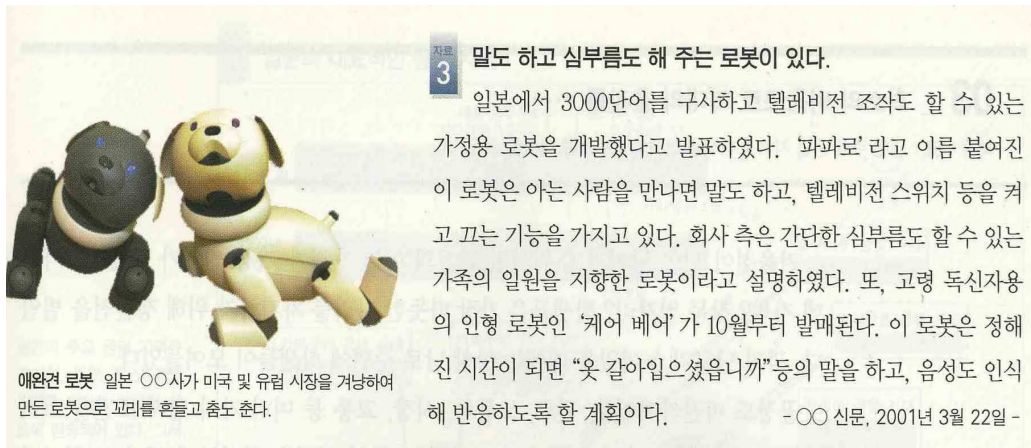 자료
3
말도 하고 심부름도 해 주는 로봇이 있다.
일본에서 3000단어를 구사하고 텔레비전 조작도 할 수 있는
가정용 로봇을 개발했다고 발표하였다. '파파로' 라고 이름 붙여진
이 로봇은 아는 사람을 만나면 말도 하고, 텔레비전 스위치 등을 켜
고 끄는 기능을 가지고 있다. 회사 측은 간단한 심부름도 할 수 있는
가족의 일원을 지향한 로봇이라고 설명하였다. 또, 고령 독신자용
의 인형 로봇인 '케어 베어' 가 10월부터 발매된다. 이 로봇은 정해
진 시간이 되면 "옷 갈아입으셨읍니까" 등의 말을 하고, 음성도 인식
해 반응하도록 할 계획이다.
- ○○ 신문, 2001년 3월 22일 -
애완견 로봇 일본 ○○사가 미국 및 유럽 시장을 겨냥하여
만든 로봇으로 꼬리를 흔들고 춤도 춘다.